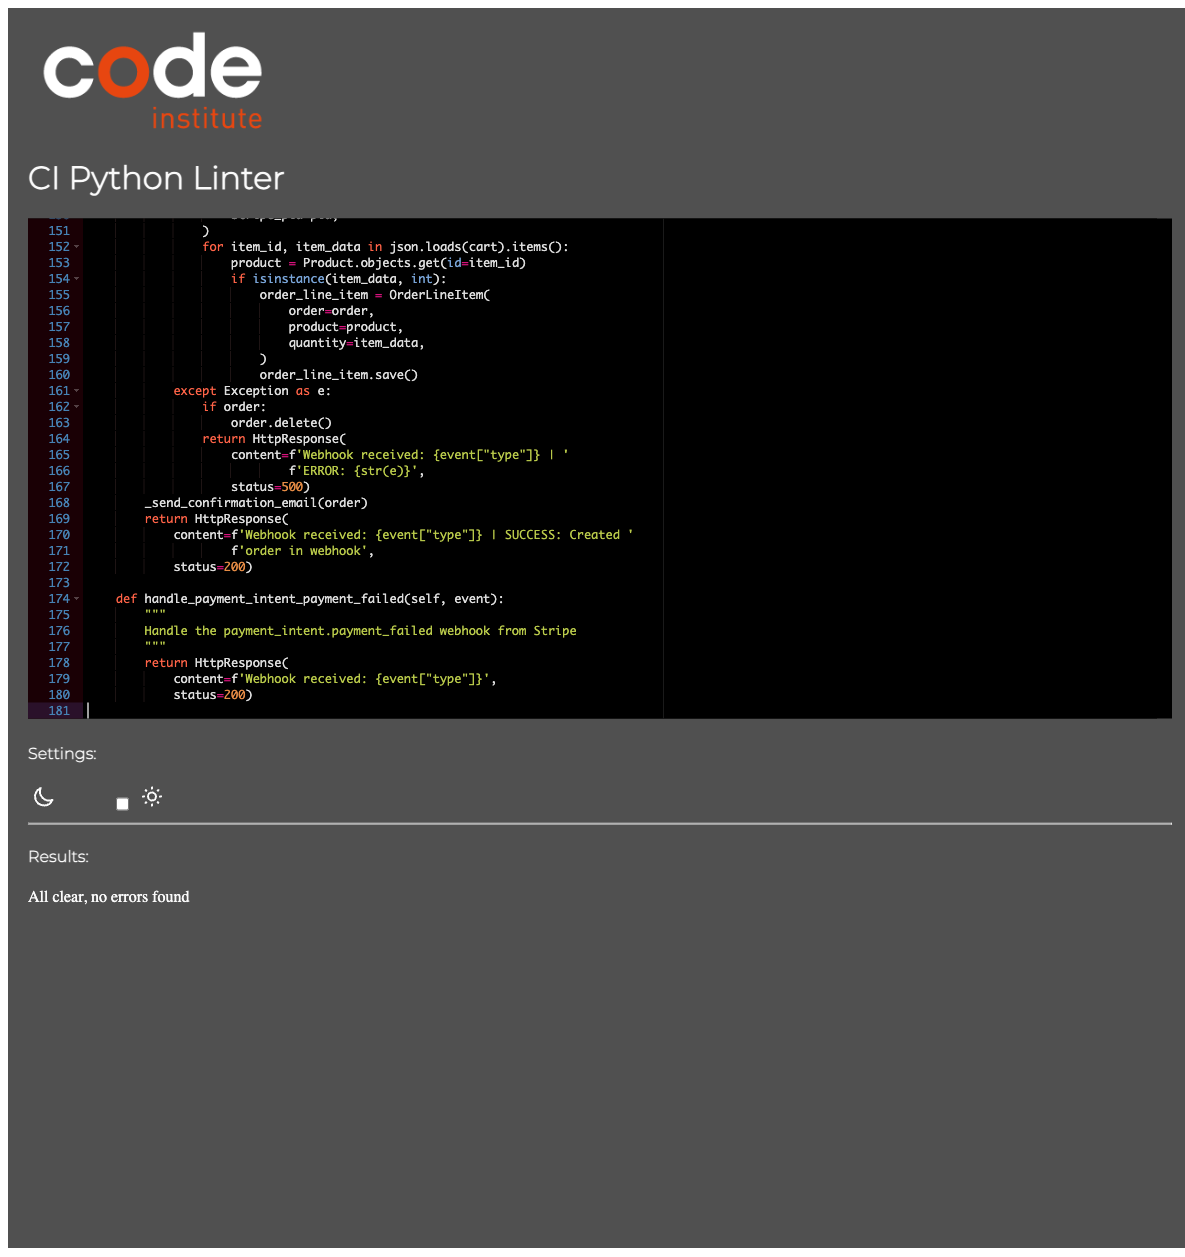 code
institute
CI Python Linter
151 )
152 for item_id, item_data in json.loads(cart).items():
153 product = Product.objects.get(id=item_id)
154 if isinstance(item_data, int):
155 order_line_item = OrderLineItem(
156 order=order,
157 product=product,
158 quantity=item_data,
159 )
160 order_line_item.save()
161 except Exception as e:
162 if order:
163 order.delete()
164 return HttpResponse(
165 content=f'Webhook received: {event["type"]} | '
166 f'ERROR: {str(e)}',
167 status=500)
168 _send_confirmation_email(order)
169 return HttpResponse(
170 content=f'Webhook received: {event["type"]} | SUCCESS: Created '
171 f'order in webhook',
172 status=200)
173
174 def handle_payment_intent_payment_failed(self, event):
175 """
176 Handle the payment_intent.payment_failed webhook from Stripe
177 """
178 return HttpResponse(
179 content=f'Webhook received: {event["type"]}',
180 status=200)
181
Settings:
Results:
All clear, no errors found